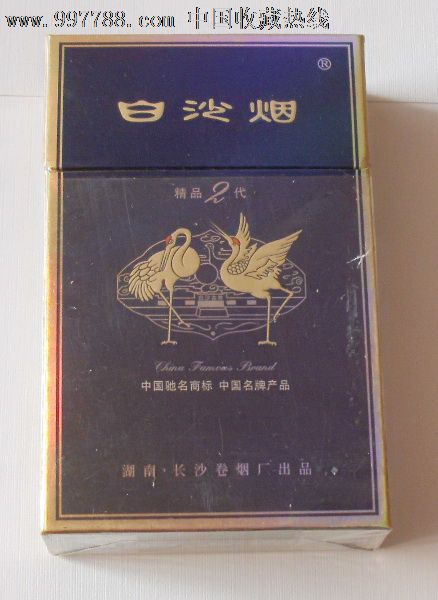 www.997788.com 中国收藏热线
®
白沙烟
精品2代
China Famous Brand
中国驰名商标 中国名牌产品
湖南·长沙卷烟厂出品